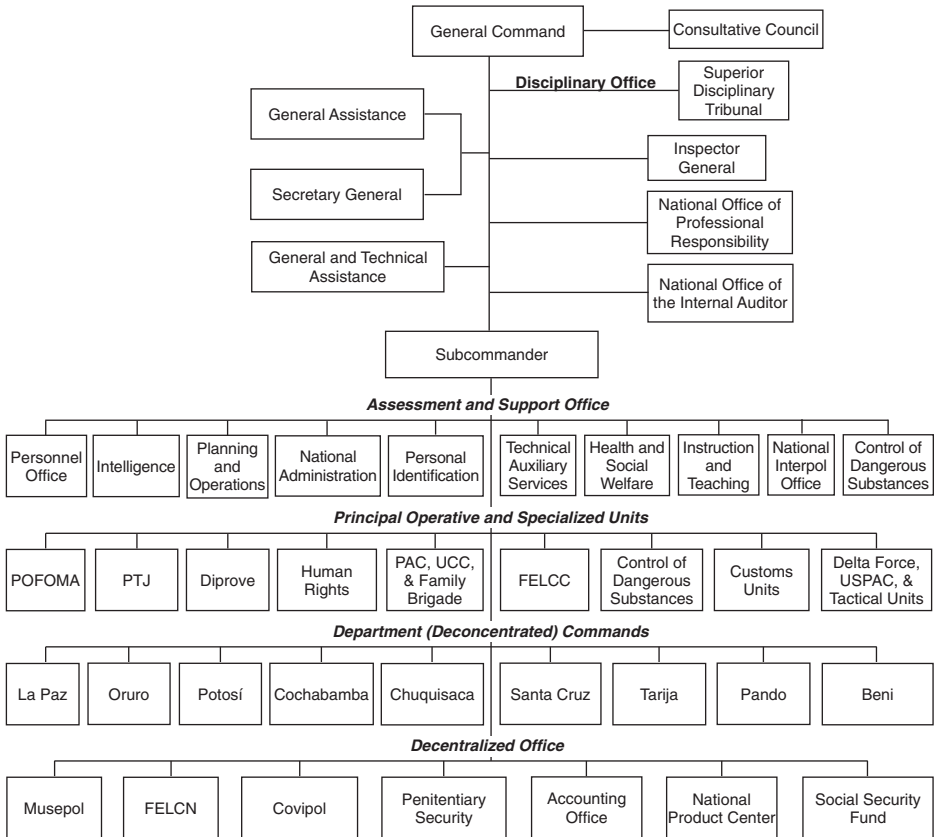 General Command
Consultative Council
Disciplinary Office
Superior
Disciplinary
Tribunal
General Assistance
Inspector
General
Secretary General
National Office of
Professional
Responsibility
General and Technical
Assistance
National Office of
the Internal Auditor
Subcommander
Assessment and Support Office
Personnel
Office
Intelligence
Planning
and
Operations
National
Administration
Personal
Identification
Technical
Auxiliary
Services
Health and
Social
Welfare
Instruction
and
Teaching
National
Interpol
Office
Control of
Dangerous
Substances
Principal Operative and Specialized Units
POFOMA
PTJ
Diprove
Human
Rights
PAC, UCC,
& Family
Brigade
FELCC
Control of
Dangerous
Substances
Customs
Units
Delta Force,
USPAC, &
Tactical Units
Department (Deconcentrated) Commands
La Paz
Oruro
Potosí
Cochabamba
Chuquisaca
Santa Cruz
Tarija
Pando
Beni
Decentralized Office
Musepol
FELCN
Covipol
Penitentiary
Security
Accounting
Office
National
Product Center
Social Security
Fund